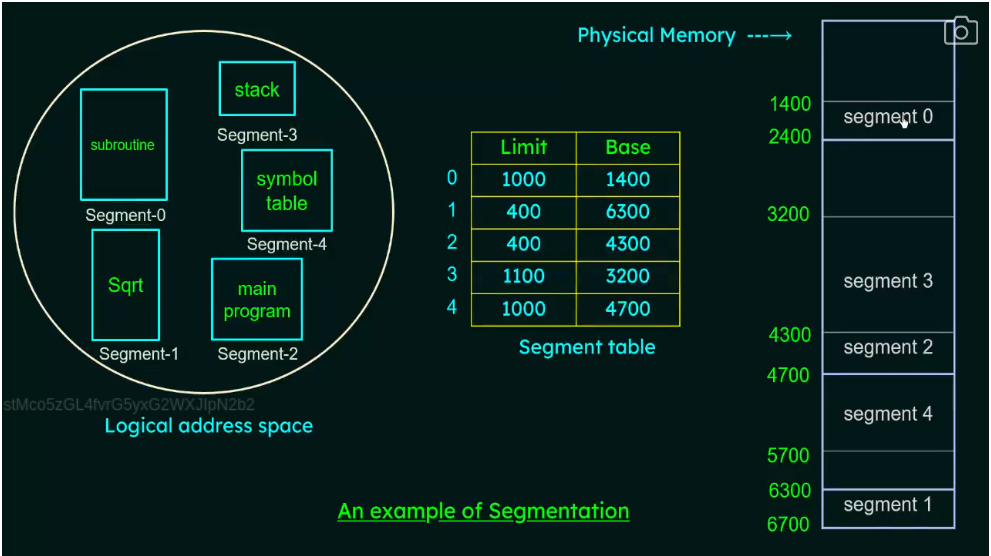 Physical Memory ---→
stack
Segment-3
subroutine
Segment-0
symbol
table
Segment-4
Sqrt
Segment-1
main
program
Segment-2
Logical address space
Limit Base
0 1000 1400
1 400 6300
2 400 4300
3 1100 3200
4 1000 4700
Segment table
1400
segment 0
2400
3200
segment 3
4300
segment 2
4700
segment 4
5700
6300
segment 1
6700
An example of Segmentation